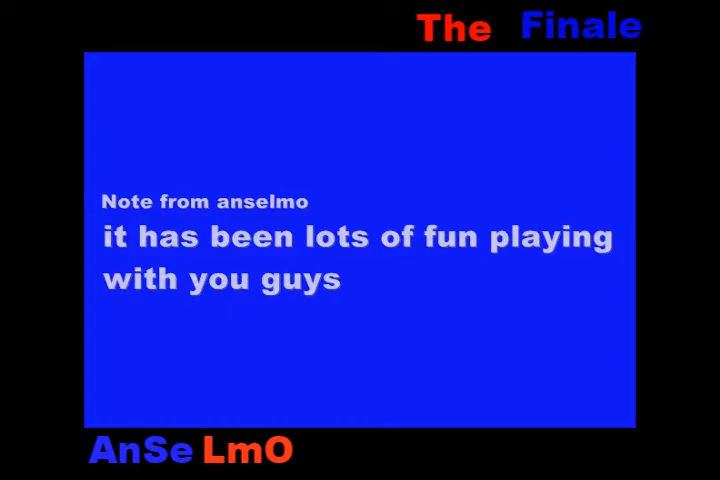 The Finale
Note from anselmo
it has been lots of fun playing
with you guys
AnSe LmO